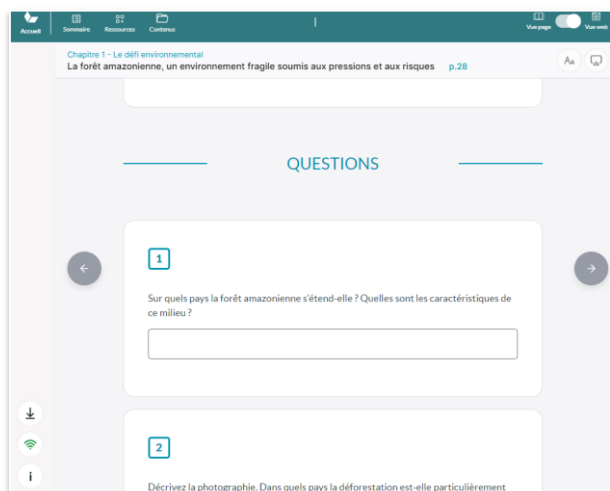 Accueil
Sommaire
Ressources
Contenus
Vue page
Vue web
Chapitre 1 - Le défi environnemental
La forêt amazonienne, un environnement fragile soumis aux pressions et aux risques p.28
AA
QUESTIONS
1
Sur quels pays la forêt amazonienne s'étend-elle ? Quelles sont les caractéristiques de
ce milieu ?
2
Décrivez la photographie. Dans quels pays la déforestation est-elle particulièrement
i